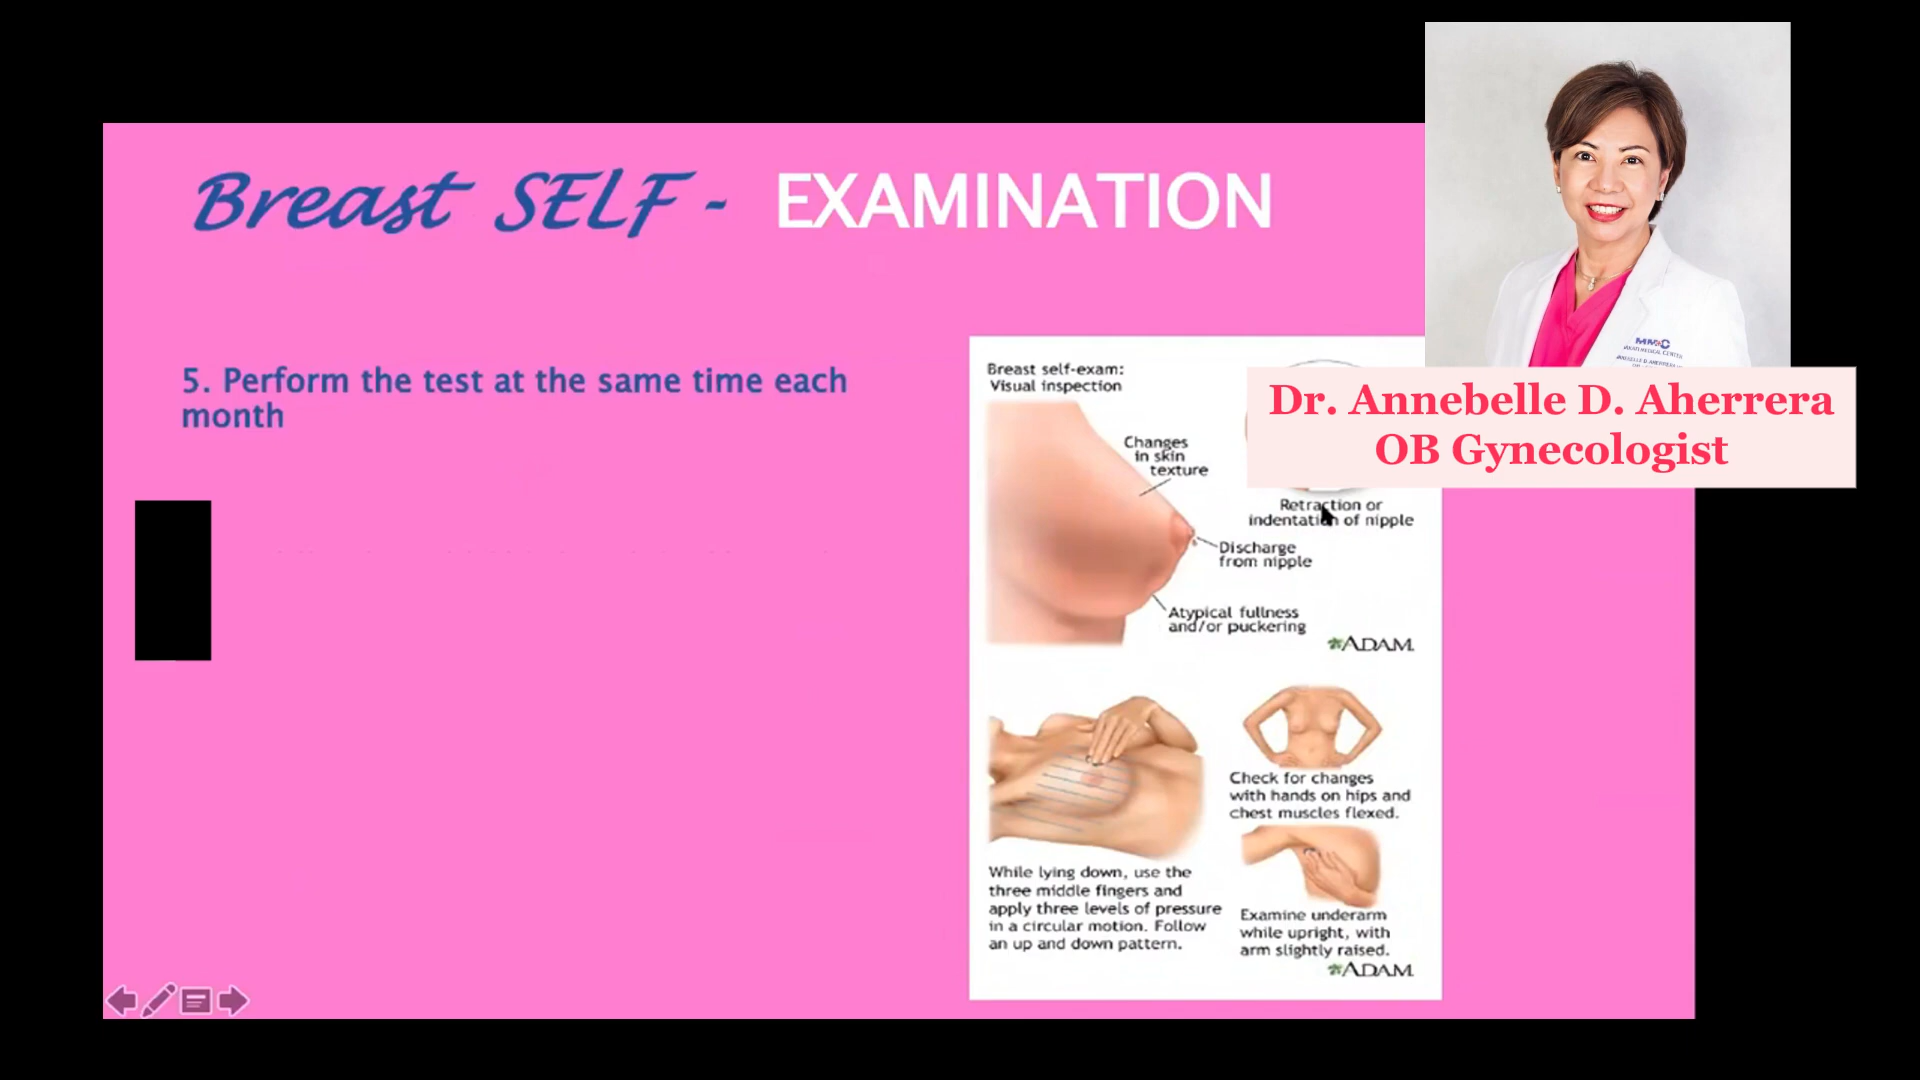 Breast SELF - EXAMINATION
5. Perform the test at the same time each
month
Breast self-exam:
Visual inspection
Changes
in skin
texture
Dr. Annebelle D. Aherrera
OB Gynecologist
Retraction or
indentation of nipple
Discharge
from nipple
Atypical fullness
and/or puckering
ADAM.
Check for changes
with hands on hips and
chest muscles flexed.
While lying down, use the
three middle fingers and
apply three levels of pressure
in a circular motion. Follow
an up and down pattern.
Examine underarm
while upright, with
arm slightly raised.
ADAM.
MMC
MAKATI MEDICAL CENTER